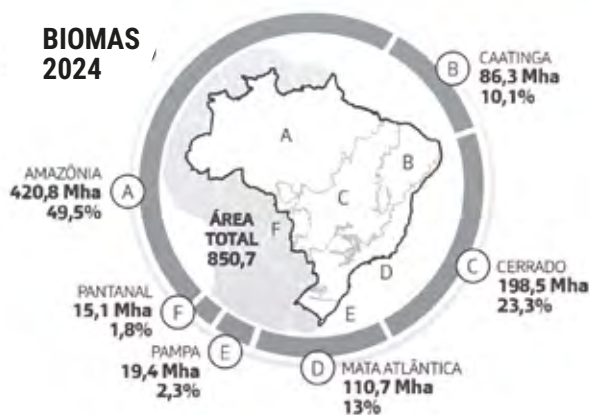 BIOMAS
2024
B
CAATINGA
86,3 Mha
10,1%
AMAZÔNIA
420,8 Mha
49,5%
A
A
B
C
F
D
E
ÁREA
TOTAL
850,7
C
CERRADO
198,5 Mha
23,3%
PANTANAL
15,1 Mha
1,8%
F
PAMPA
19,4 Mha
2,3%
E
D
MATA ATLÂNTICA
110,7 Mha
13%